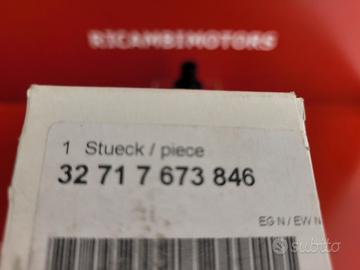 RICAMBIMOTORS
1 Stueck / piece
32 71 7 673 846
EG N / EW N
subito